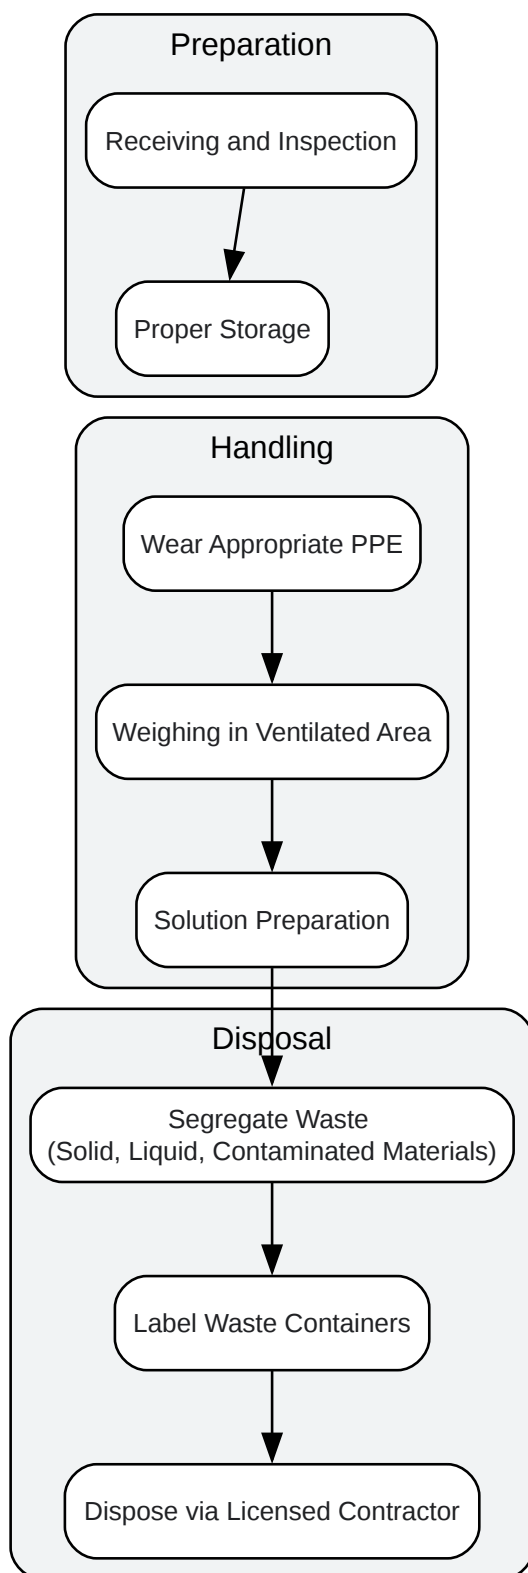 Preparation
Receiving and Inspection
Proper Storage
Handling
Wear Appropriate PPE
Weighing in Ventilated Area
Solution Preparation
Disposal
Segregate Waste
(Solid, Liquid, Contaminated Materials)
Label Waste Containers
Dispose via Licensed Contractor